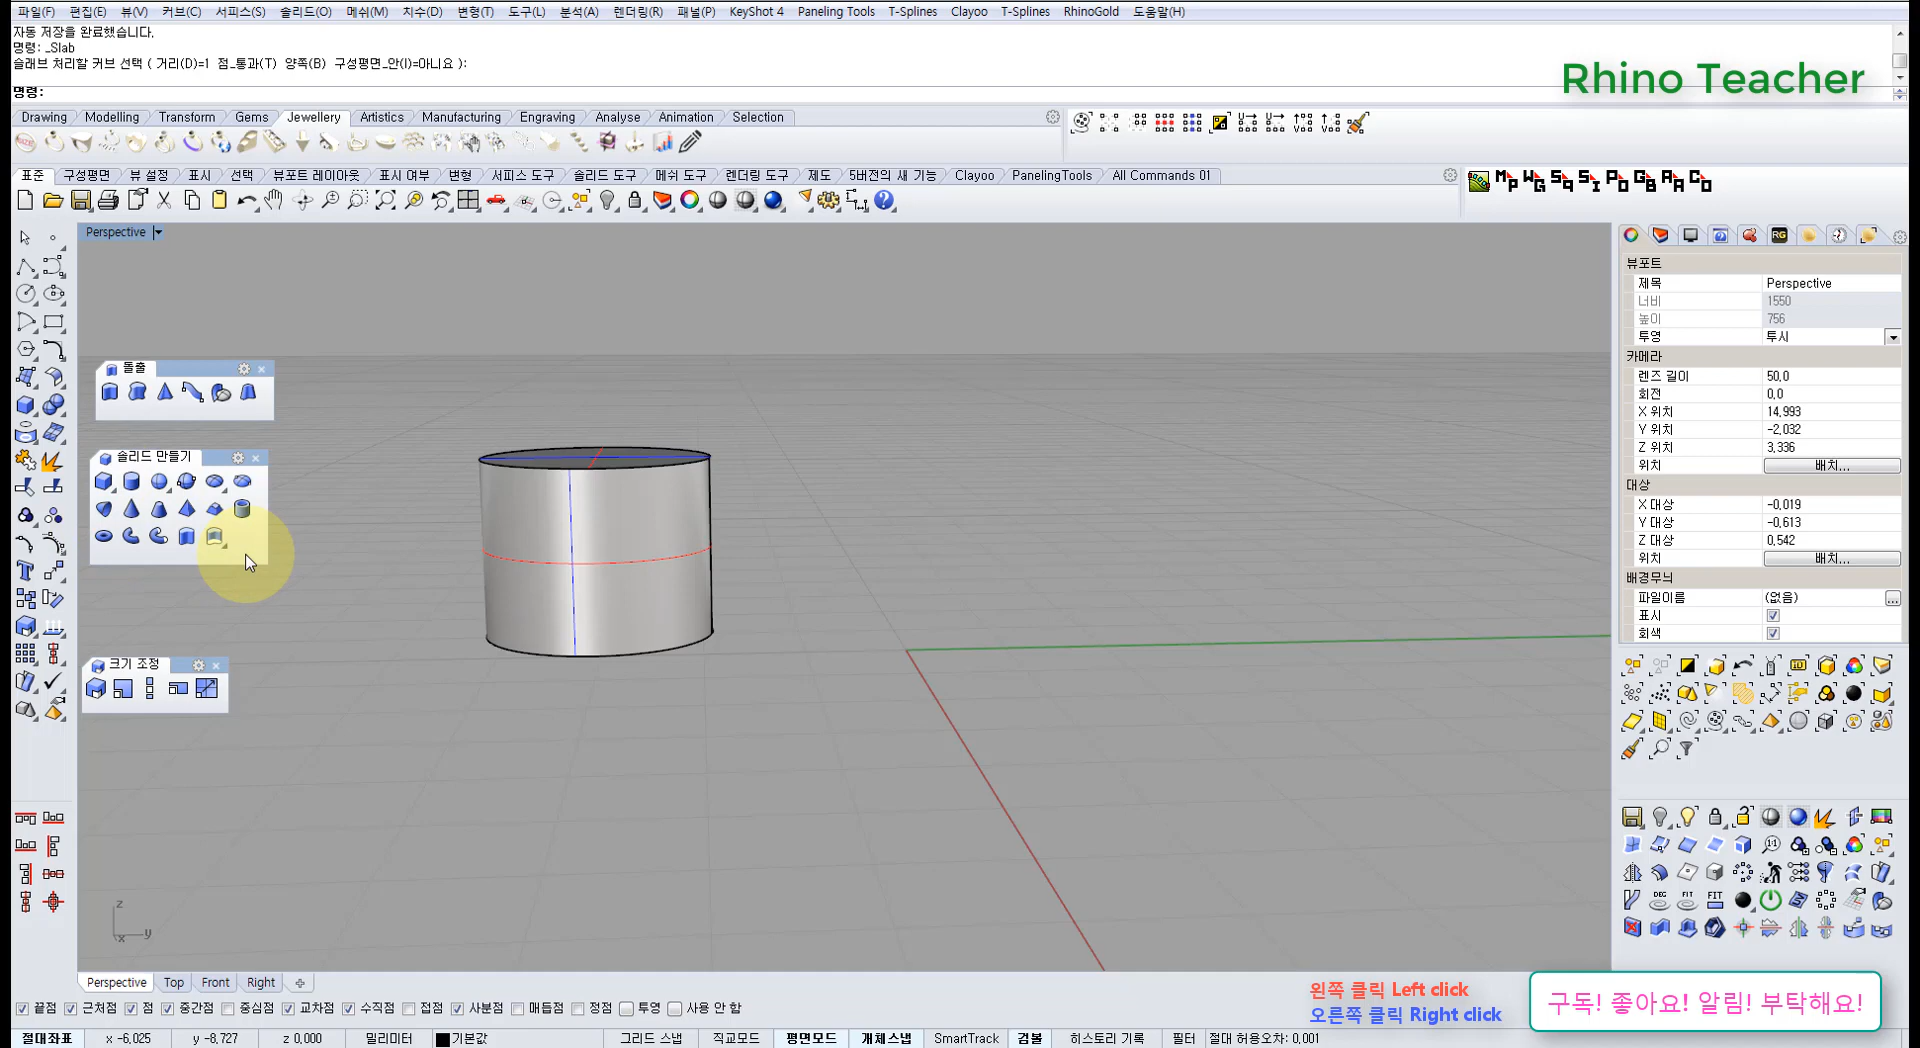 파일(F) 편집(E) 뷰(V) 커브(C) 서피스(S) 솔리드(O) 메쉬(M) 치수(D) 변형(T) 도구(L) 분석(A) 렌더링(R) 패널(P) KeyShot 4 Paneling Tools T-Splines Clayoo T-Splines RhinoGold 도움말(H)
자동 저장을 완료했습니다.
명령: _Slab
슬래브 처리할 커브 선택 ( 거리(D)=1 점_통과(T) 양쪽(B) 구성평면_안(I)=아니요 ):
명령:
Rhino Teacher
Drawing Modelling Transform Gems Jewellery Artistics Manufacturing Engraving Analyse Animation Selection
표준 구성평면 뷰 설정 표시 선택 뷰포트 레이아웃 표시 여부 변형 서피스 도구 솔리드 도구 메쉬 도구 렌더링 도구 제도 5버전의 새 기능 Clayoo PanelingTools All Commands 01
Perspective
돌출
솔리드 만들기
크기 조정
뷰포트
제목 Perspective
너비 1550
높이 756
투영 투시
카메라
렌즈 길이 50,0
회전 0,0
X 위치 14,993
Y 위치 -2,032
Z 위치 3,336
위치 배치...
대상
X 대상 -0,019
Y 대상 -0,613
Z 대상 0,542
위치 배치...
배경무늬
파일이름 (없음) ...
표시
회색
z
x y
Perspective Top Front Right
끝점 근처점 점 중간점 중심점 교차점 수직점 접점 사분점 매듭점 정점 투영 사용 안 함
왼쪽 클릭 Left click
오른쪽 클릭 Right click
구독! 좋아요! 알림! 부탁해요!
절대좌표 x -6,025 y -8,727 z 0,000 밀리미터 기본값 그리드 스냅 직교모드 평면모드 개체스냅 SmartTrack 검볼 히스토리 기록 필터 절대 허용오차: 0,001